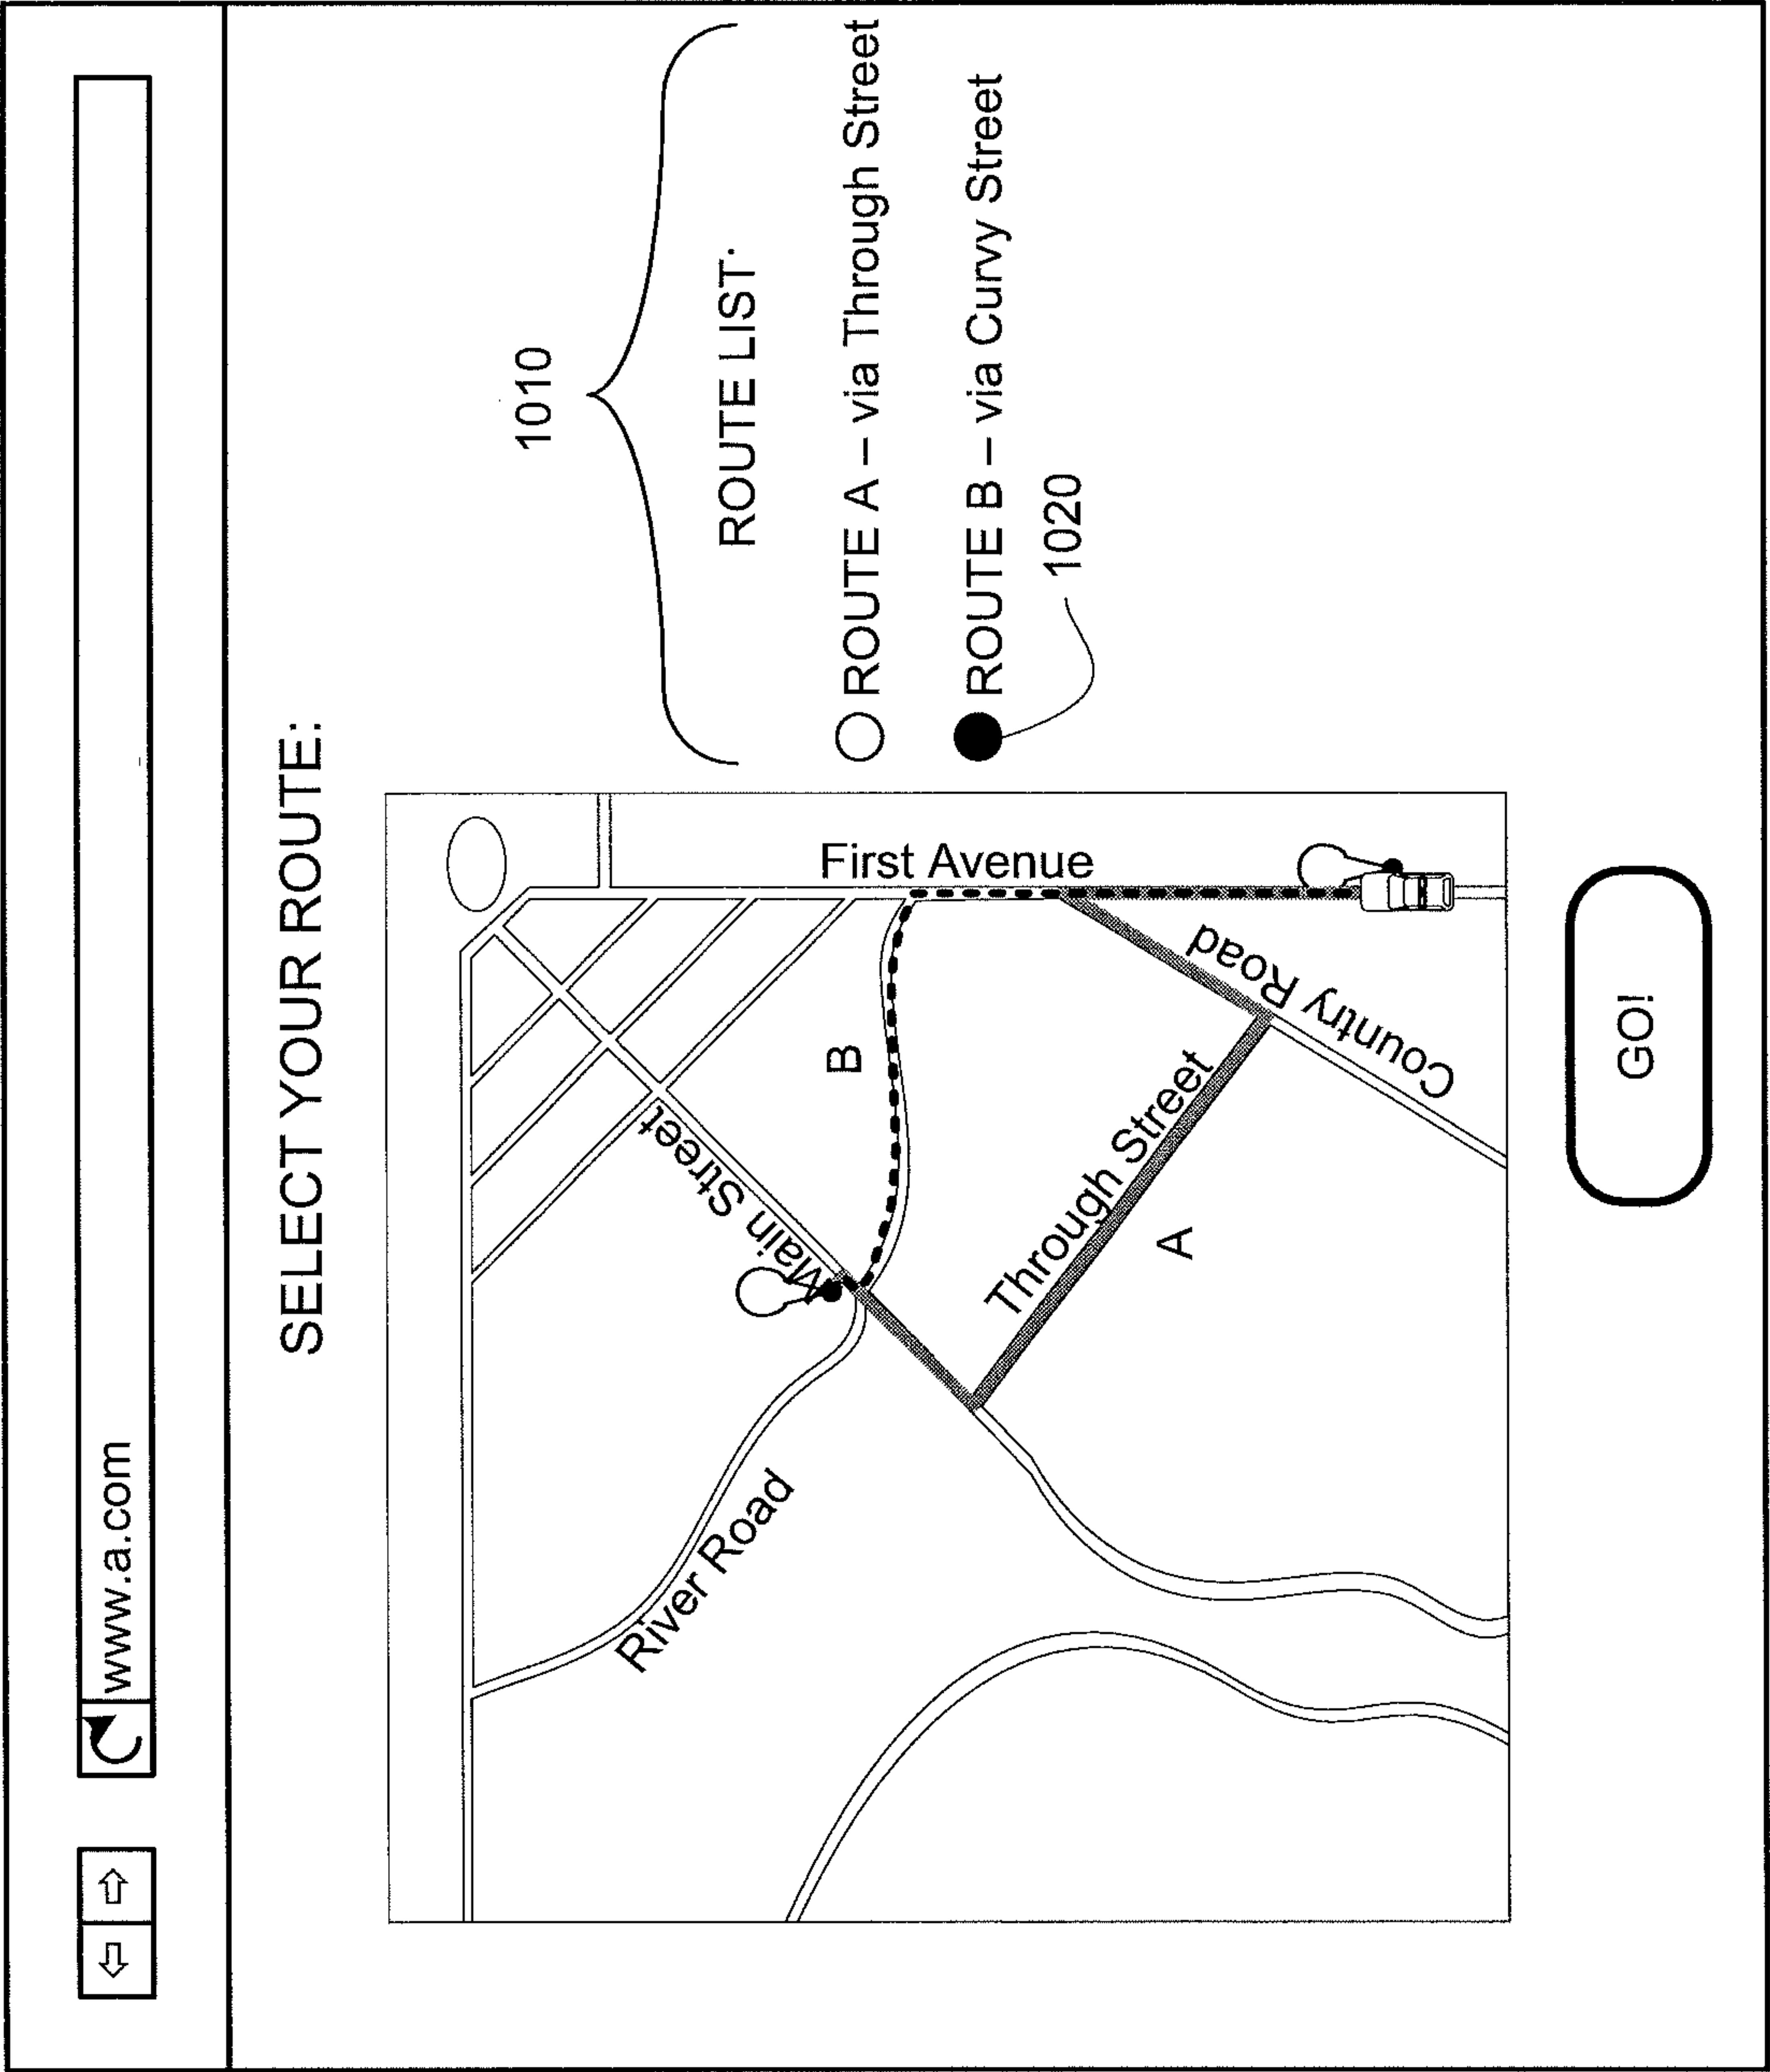 www.a.com
SELECT YOUR ROUTE:
1010
ROUTE LIST:
ROUTE A – via Through Street
ROUTE B – via Curvy Street
1020
River Road
Main Street
First Avenue
B
Through Street
A
Country Road
GO!